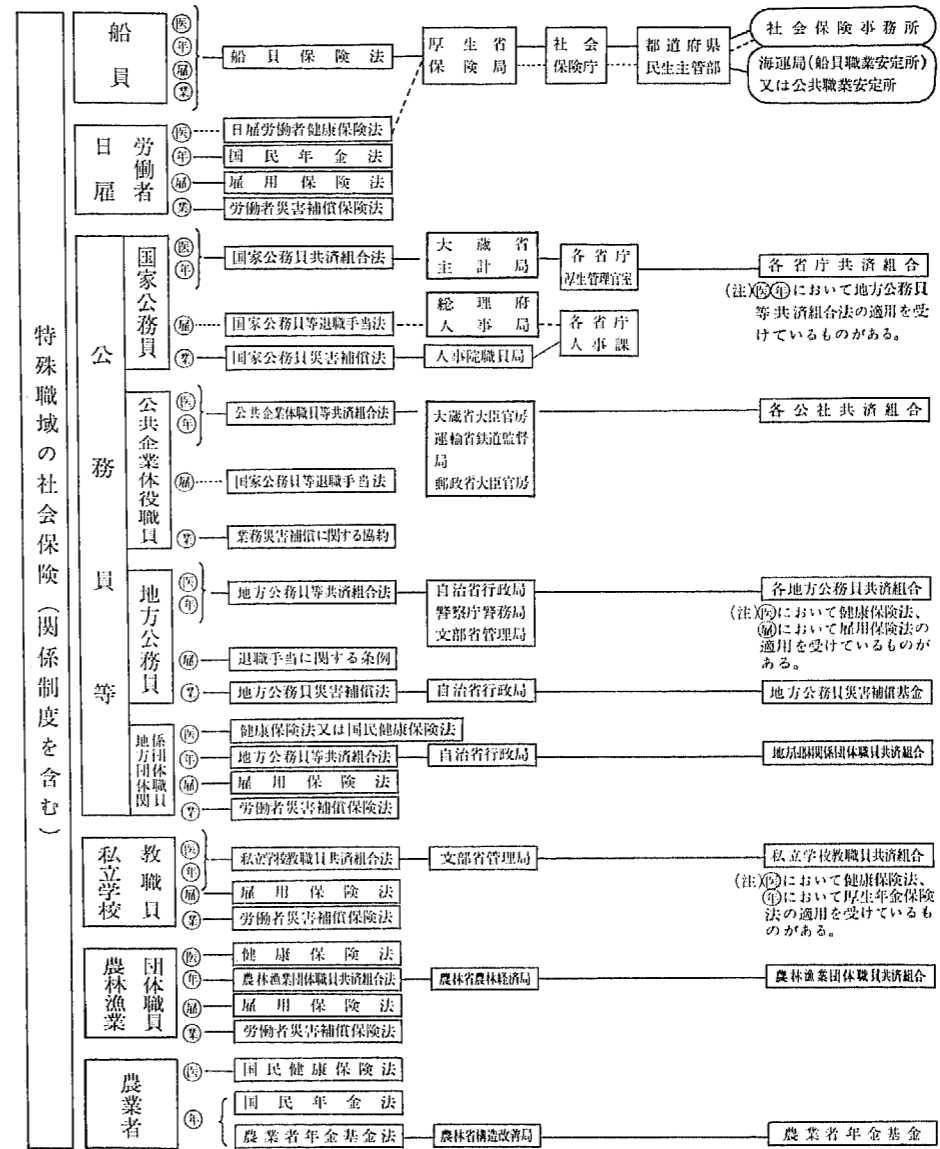 特殊職域の社会保険（関係制度を含む）
船員
医
年
雇
業
船員保険法
厚生省
保険局
社会
保険庁
都道府県
民生主管部
社会保険事務所
海運局(船員職業安定所)
又は公共職業安定所
日雇
労働者
医
日雇労働者健康保険法
年
国民年金法
雇
雇用保険法
業
労働者災害補償保険法
公務員等
国家公務員
医
年
国家公務員共済組合法
大蔵省
主計局
各省庁
厚生管理官室
各省庁共済組合
(注)医年において地方公務員
等共済組合法の適用を受
けているものがある。
雇
国家公務員等退職手当法
総理府
人事局
各省庁
人事課
業
国家公務員災害補償法
人事院職員局
公共企業体役職員
医
年
公共企業体職員等共済組合法
大蔵省大臣官房
運輸省鉄道監督
局
郵政省大臣官房
各公社共済組合
雇
国家公務員等退職手当法
業
業務災害補償に関する協約
地方公務員
医
年
地方公務員等共済組合法
自治省行政局
警察庁警務局
文部省管理局
各地方公務員共済組合
(注)医において健康保険法、
雇において雇用保険法の
適用を受けているものが
ある。
雇
退職手当に関する条例
業
地方公務員災害補償法
自治省行政局
地方公務員災害補償基金
地方団体関
係団体職員
医
健康保険法又は国民健康保険法
年
地方公務員等共済組合法
自治省行政局
地方団体関係団体職員共済組合
雇
雇用保険法
業
労働者災害補償保険法
私立学校
教職員
医
年
私立学校教職員共済組合法
文部省管理局
私立学校教職員共済組合
(注)医において健康保険法、
年において厚生年金保険
法の適用を受けているも
のがある。
雇
雇用保険法
業
労働者災害補償保険法
農林漁業
団体職員
医
健康保険法
年
農林漁業団体職員共済組合法
農林省農林経済局
農林漁業団体職員共済組合
雇
雇用保険法
業
労働者災害補償保険法
農業者
医
国民健康保険法
年
国民年金法
農業者年金基金法
農林省構造改善局
農業者年金基金